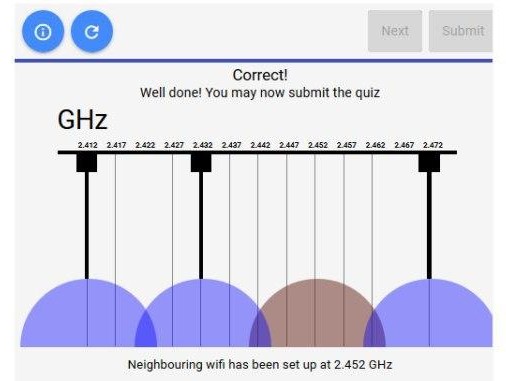 Next Submit
Correct!
Well done! You may now submit the quiz
GHz
2.412 2.417 2.422 2.427 2.432 2.437 2.442 2.447 2.452 2.457 2.462 2.467 2.472
Neighbouring wifi has been set up at 2.452 GHz